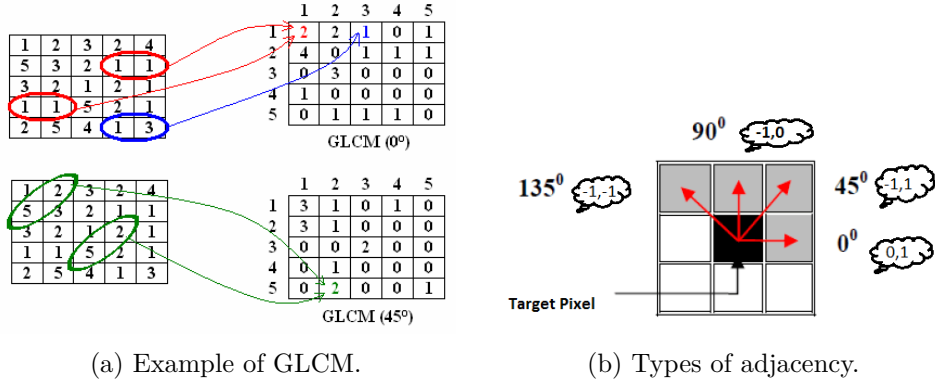 1 2 3 2 4
5 3 2 1 1
3 2 1 2 1
1 1 5 2 1
2 5 4 1 3
1 2 3 4 5
1 2 2 1 0 1
2 4 0 1 1 1
3 0 3 0 0 0
4 1 0 0 0 0
5 0 1 1 1 0
GLCM (0⁰)
1 2 3 2 4
5 3 2 1 1
3 2 1 2 1
1 1 5 2 1
2 5 4 1 3
1 2 3 4 5
1 3 1 0 1 0
2 3 1 0 0 0
3 0 0 2 0 0
4 0 1 0 0 0
5 0 2 0 0 1
GLCM (45⁰)
(a) Example of GLCM.
90⁰ -1,0
135⁰ -1,-1
45⁰ -1,1
0⁰ 0,1
Target Pixel
(b) Types of adjacency.